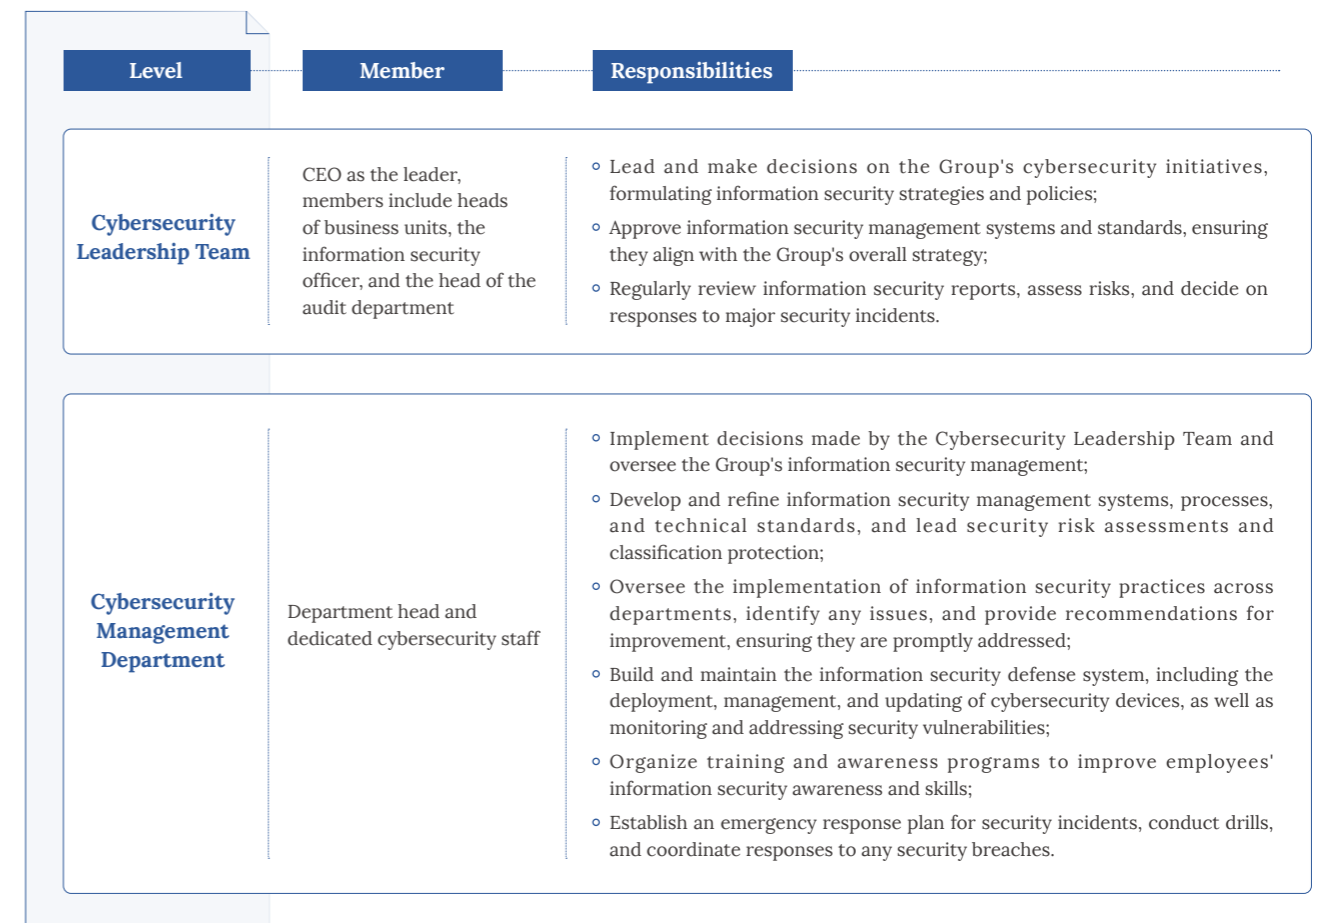 Level
Member
Responsibilities
Cybersecurity
Leadership Team
CEO as the leader,
members include heads
of business units, the
information security
officer, and the head of the
audit department
Lead and make decisions on the Group's cybersecurity initiatives,
formulating information security strategies and policies;
Approve information security management systems and standards, ensuring
they align with the Group's overall strategy;
Regularly review information security reports, assess risks, and decide on
responses to major security incidents.
Cybersecurity
Management
Department
Department head and
dedicated cybersecurity staff
Implement decisions made by the Cybersecurity Leadership Team and
oversee the Group's information security management;
Develop and refine information security management systems, processes,
and technical standards, and lead security risk assessments and
classification protection;
Oversee the implementation of information security practices across
departments, identify any issues, and provide recommendations for
improvement, ensuring they are promptly addressed;
Build and maintain the information security defense system, including the
deployment, management, and updating of cybersecurity devices, as well as
monitoring and addressing security vulnerabilities;
Organize training and awareness programs to improve employees'
information security awareness and skills;
Establish an emergency response plan for security incidents, conduct drills,
and coordinate responses to any security breaches.